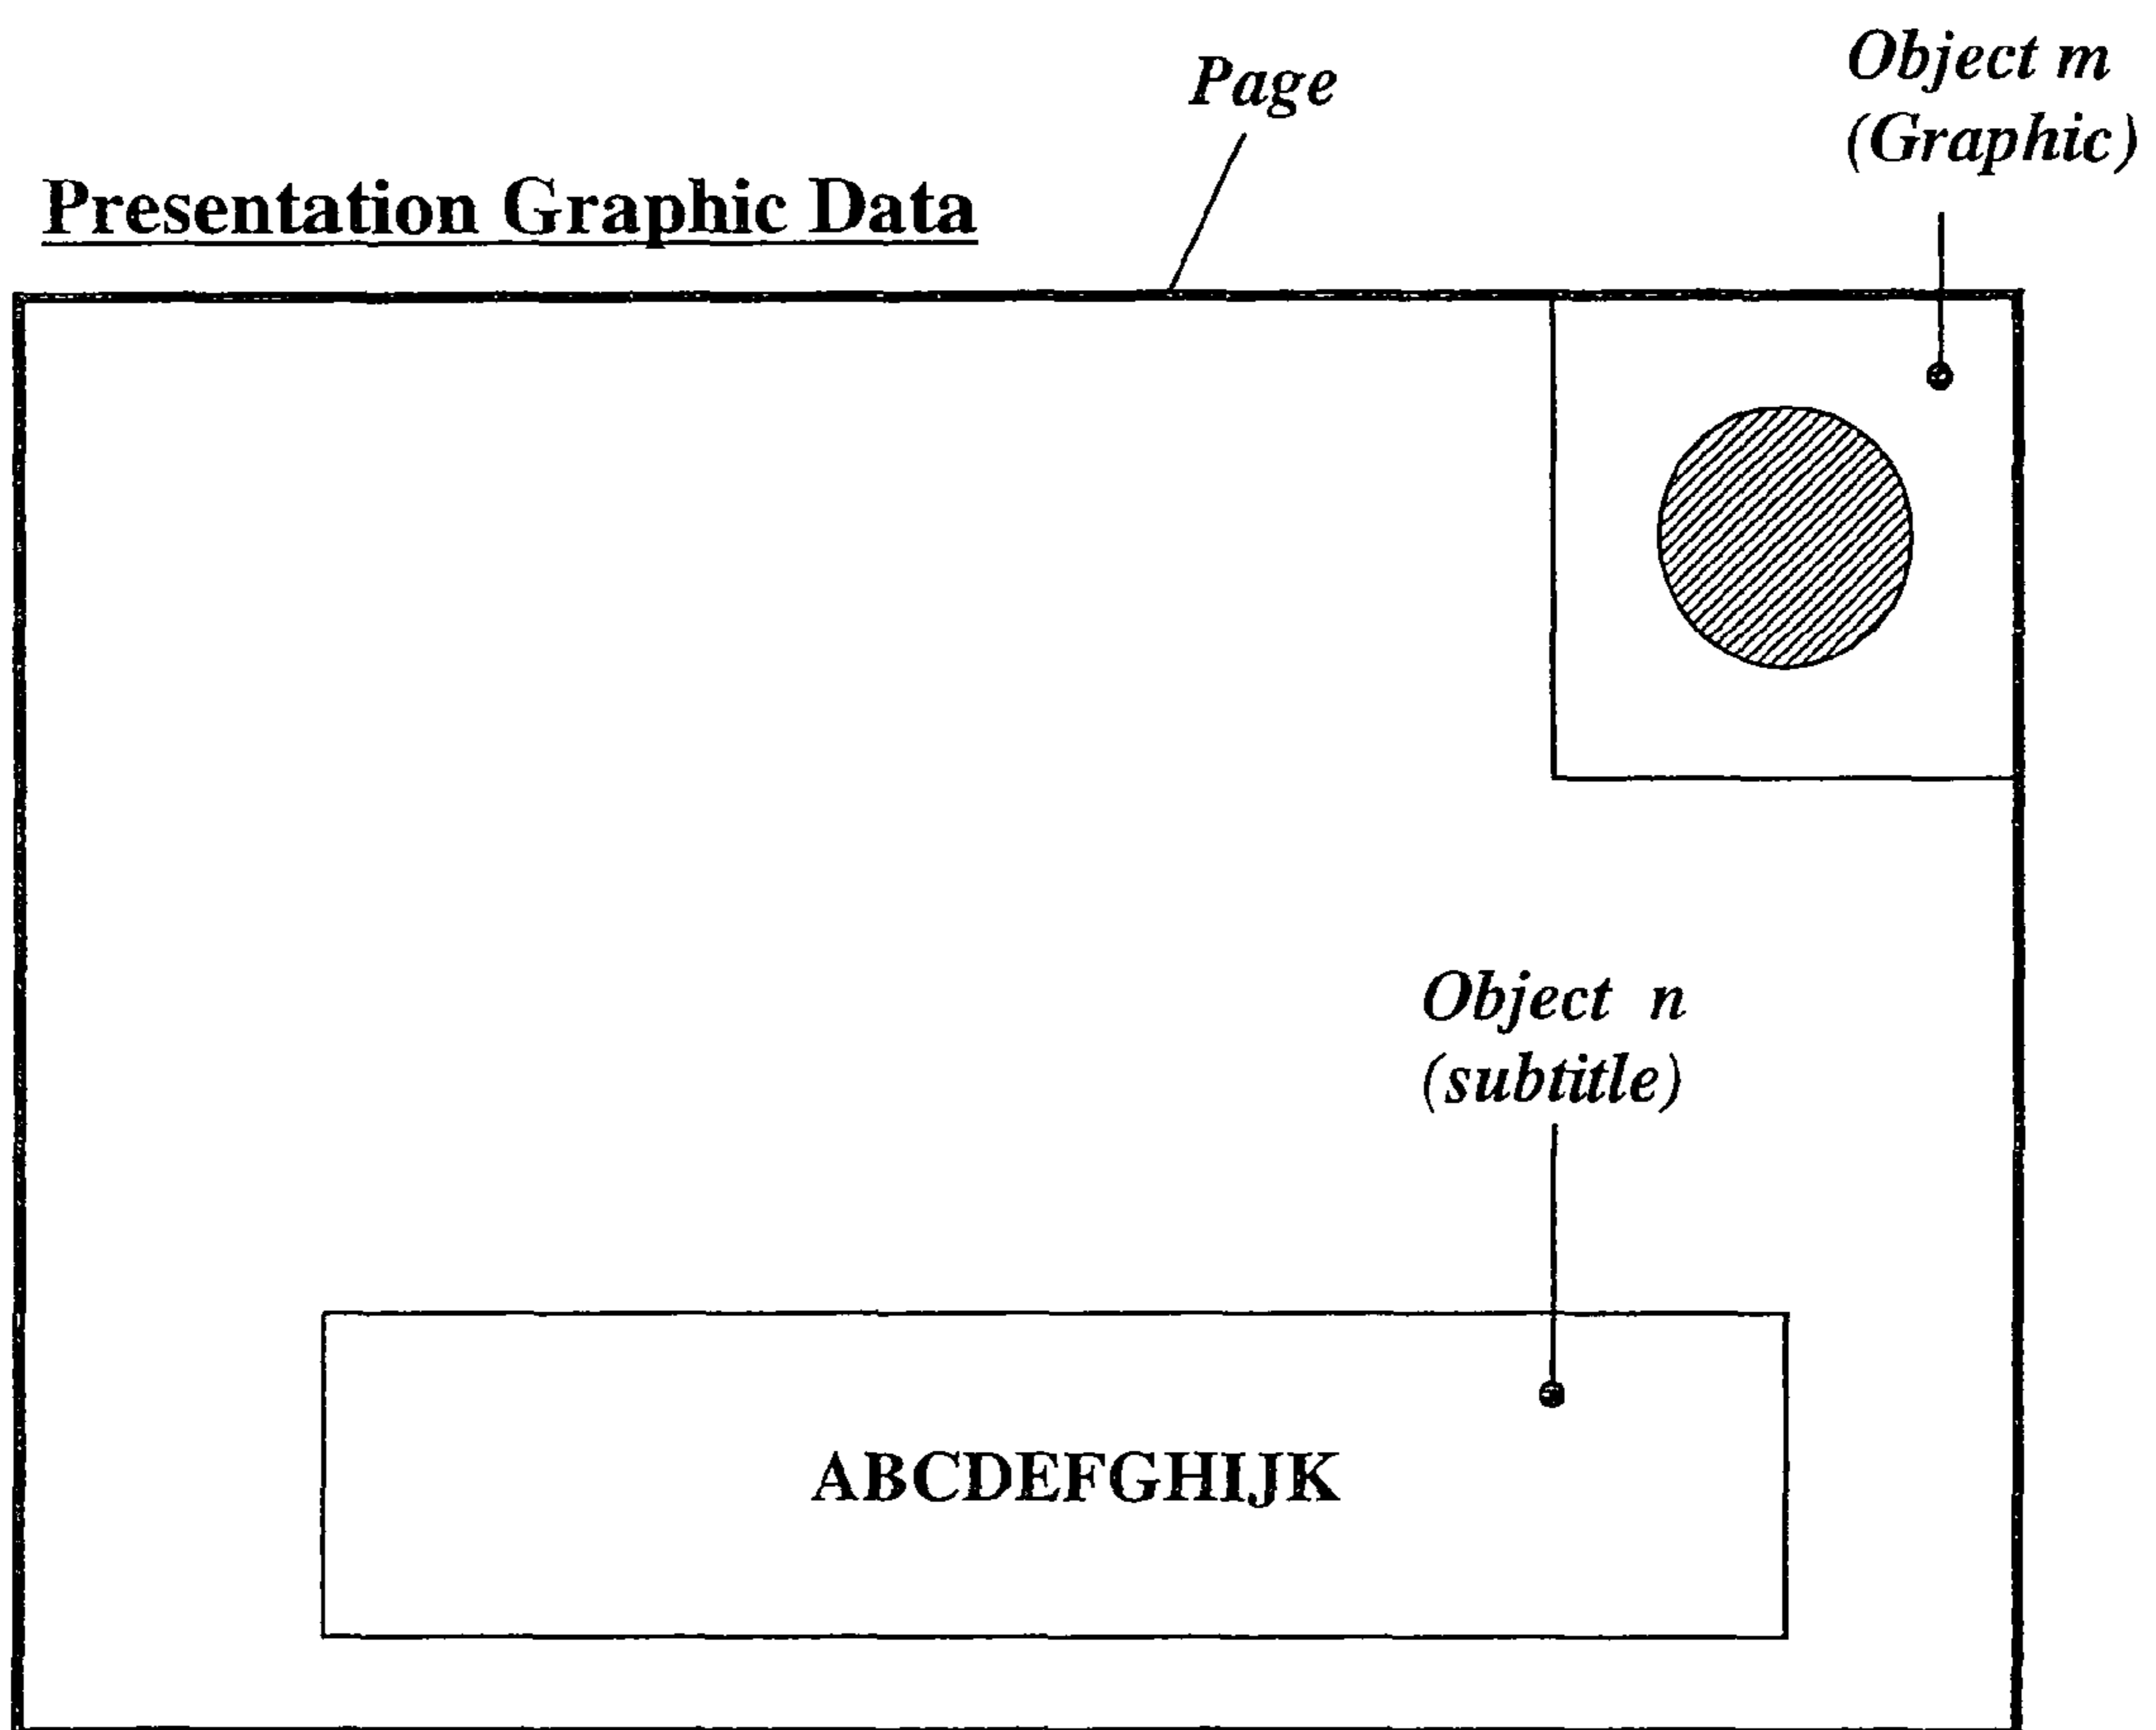 Page
Object m
(Graphic)
Presentation Graphic Data
Object n
(subtitle)
ABCDEFGHIJK